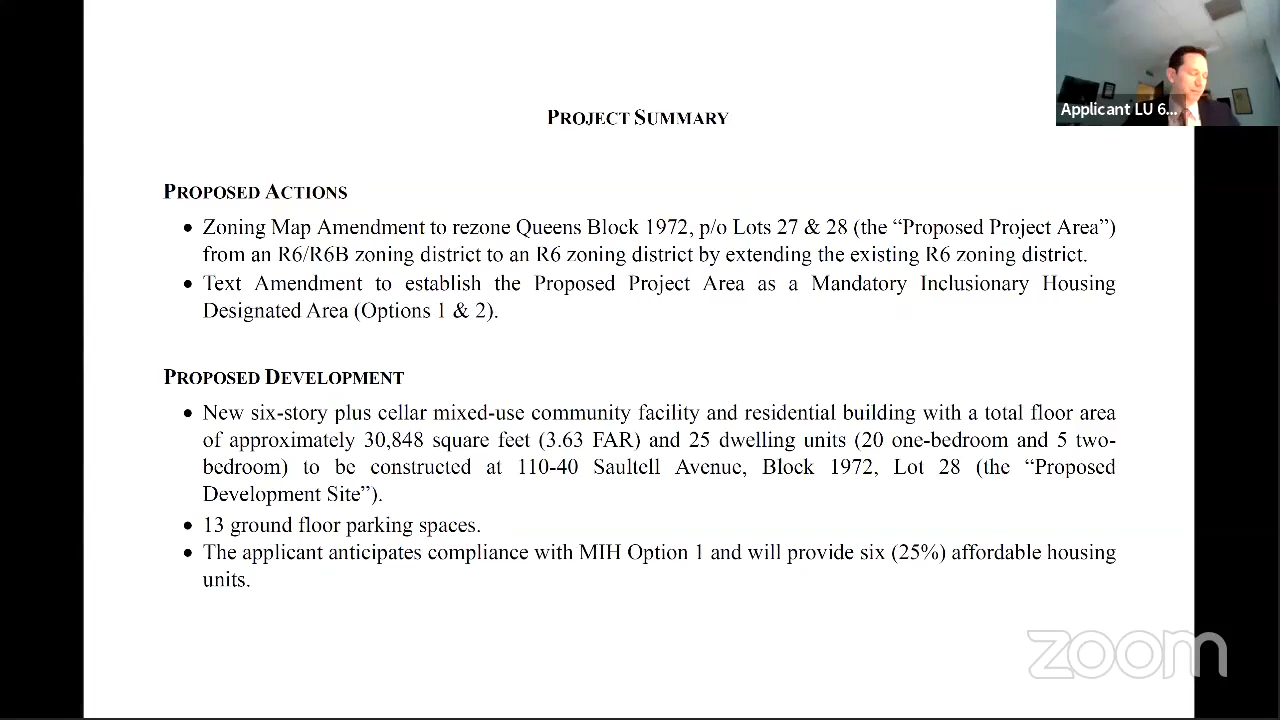 Applicant LU 6...
PROJECT SUMMARY
PROPOSED ACTIONS
• Zoning Map Amendment to rezone Queens Block 1972, p/o Lots 27 & 28 (the “Proposed Project Area”)
from an R6/R6B zoning district to an R6 zoning district by extending the existing R6 zoning district.
• Text Amendment to establish the Proposed Project Area as a Mandatory Inclusionary Housing
Designated Area (Options 1 & 2).
PROPOSED DEVELOPMENT
• New six-story plus cellar mixed-use community facility and residential building with a total floor area
of approximately 30,848 square feet (3.63 FAR) and 25 dwelling units (20 one-bedroom and 5 two-
bedroom) to be constructed at 110-40 Saultell Avenue, Block 1972, Lot 28 (the “Proposed
Development Site”).
• 13 ground floor parking spaces.
• The applicant anticipates compliance with MIH Option 1 and will provide six (25%) affordable housing
units.
zoom